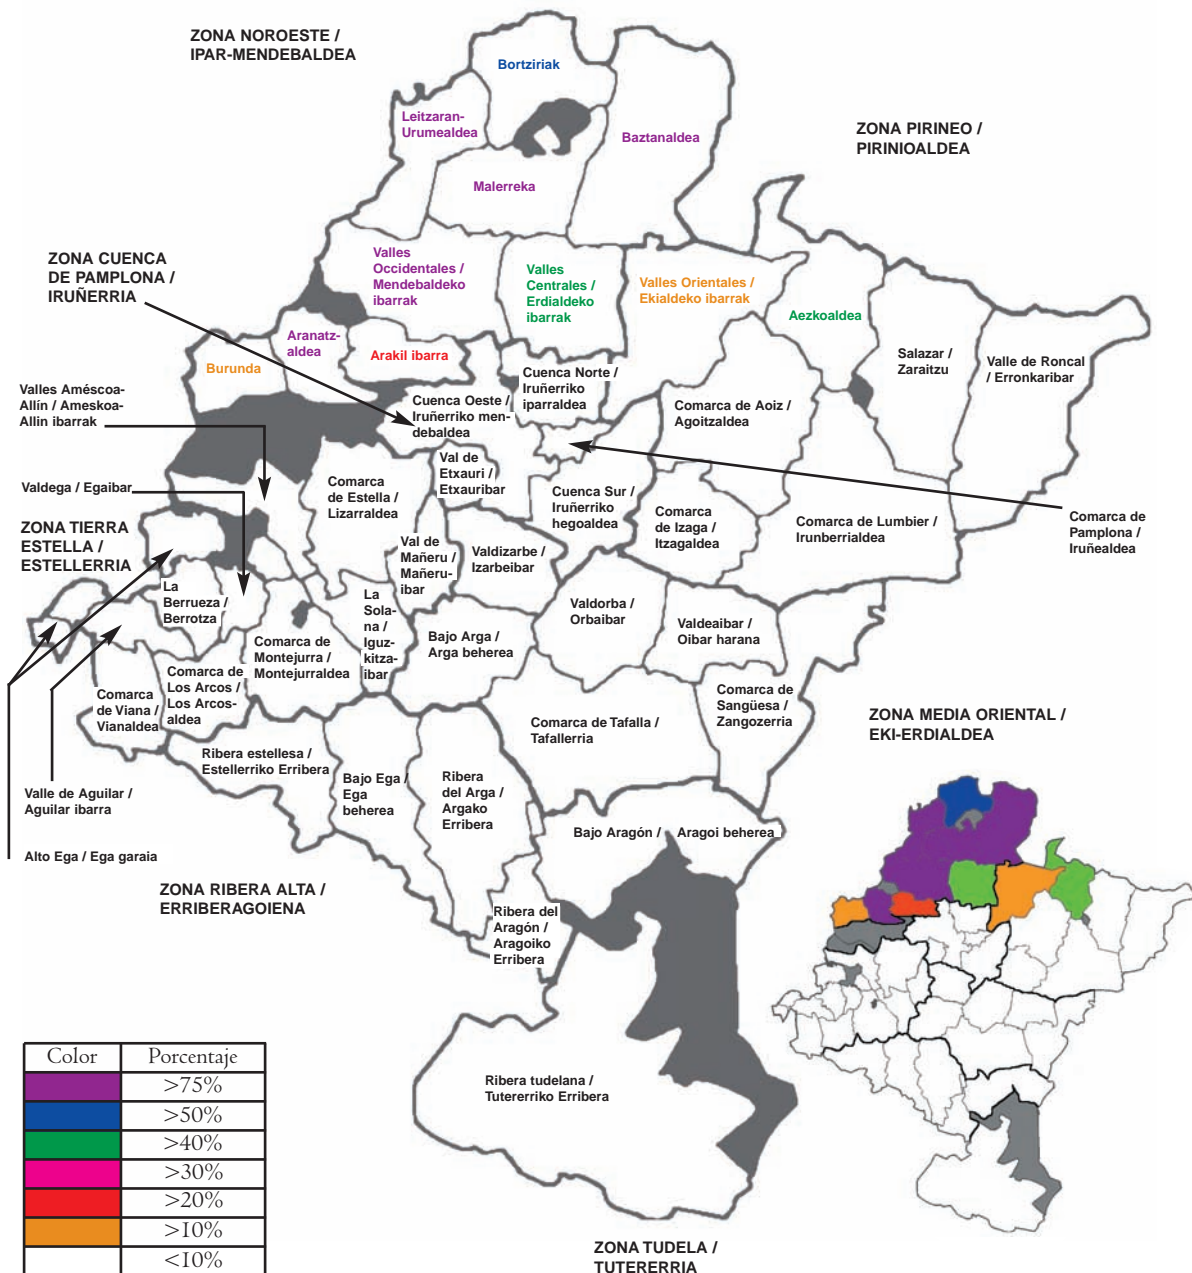 ZONA NOROESTE /
IPAR-MENDEBALDEA
Bortziriak
Leitzaran-
Urumealdea
Baztanaldea
ZONA PIRINEO /
PIRINIOALDEA
Malerreka
ZONA CUENCA
DE PAMPLONA /
IRUÑERRIA
Valles
Occidentales /
Mendebaldeko
ibarrak
Valles
Centrales /
Erdialdeko
ibarrak
Valles Orientales /
Ekialdeko ibarrak
Aezkoaldea
Aranatz-
aldea
Arakil ibarra
Burunda
Salazar /
Zaraitzu
Valle de Roncal
/ Erronkaribar
Cuenca Norte /
Iruñerriko
iparraldea
Valles Améscoa-
Allín / Ameskoa-
Allin ibarrak
Cuenca Oeste /
Iruñerriko men-
debaldea
Comarca de Aoiz /
Agoitzaldea
Val de
Etxauri /
Etxauribar
Comarca
de Estella /
Lizarraldea
Valdega / Egaibar
Cuenca Sur /
Iruñerriko
hegoaldea
Comarca
de Izaga /
Itzagaldea
Comarca de Lumbier /
Irunberrialdea
Comarca de
Pamplona /
Iruñealdea
ZONA TIERRA
ESTELLA /
ESTELLERRIA
Val de
Mañeru /
Mañeru-
ibar
Valdizarbe /
Izarbeibar
La
Berrueza /
Berrotza
La
Sola-
na /
Iguz-
kitza-
ibar
Valdorba /
Orbaibar
Valdeaibar /
Oibar harana
Comarca de
Montejurra /
Montejurraldea
Bajo Arga /
Arga beherea
Comarca de
Los Arcos /
Los Arcos-
aldea
Comarca
de Viana /
Vianaldea
Comarca de
Sangüesa /
Zangozerria
Comarca de Tafalla /
Tafallerria
ZONA MEDIA ORIENTAL /
EKI-ERDIALDEA
Ribera estellesa /
Estellerriko Erribera
Bajo Ega /
Ega
beherea
Ribera
del Arga /
Argako
Erribera
Valle de Aguilar /
Aguilar ibarra
Bajo Aragón / Aragoi beherea
Alto Ega / Ega garaia
ZONA RIBERA ALTA /
ERRIBERAGOIENA
Ribera del
Aragón /
Aragoiko
Erribera
Ribera tudelana /
Tutererriko Erribera
Color Porcentaje
>75%
>50%
>40%
>30%
>20%
>10%
<10%
ZONA TUDELA /
TUTERERRIA